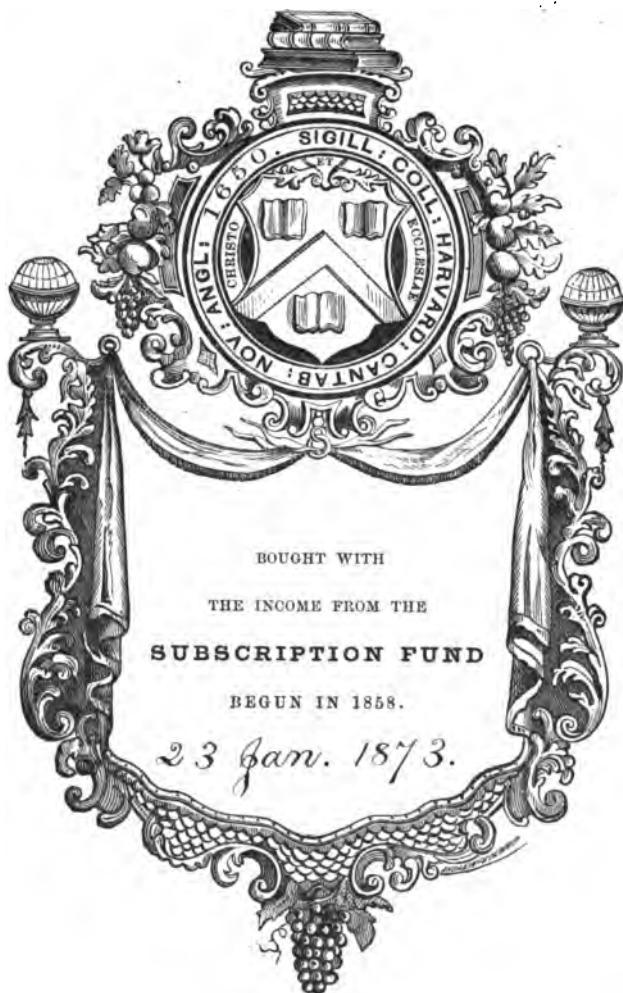 SIGILL: COLL: HARVARD: CANTAB: NOV: ANGL: 1650.
ET
CHRISTO
ECCLESIAE
BOUGHT WITH
THE INCOME FROM THE
SUBSCRIPTION FUND
BEGUN IN 1858.
23 Jan. 1873.